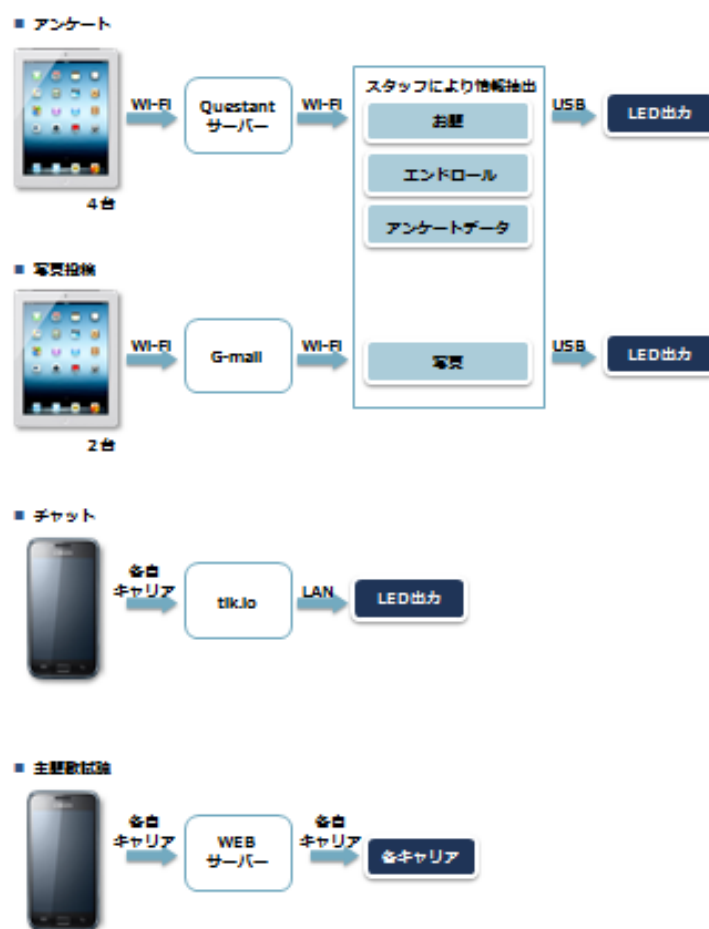 ■ アンケート
WI-FI
Questant
サーバー
WI-FI
スタッフにより情報抽出
お題
エンドロール
アンケートデータ
USB
LED出力
4台
■ 写真投稿
WI-FI
G-mail
WI-FI
写真
USB
LED出力
2台
■ チャット
各自
キャリア
tlk.io
LAN
LED出力
各自
キャリア
WEB
サーバー
各自
キャリア
各キャリア